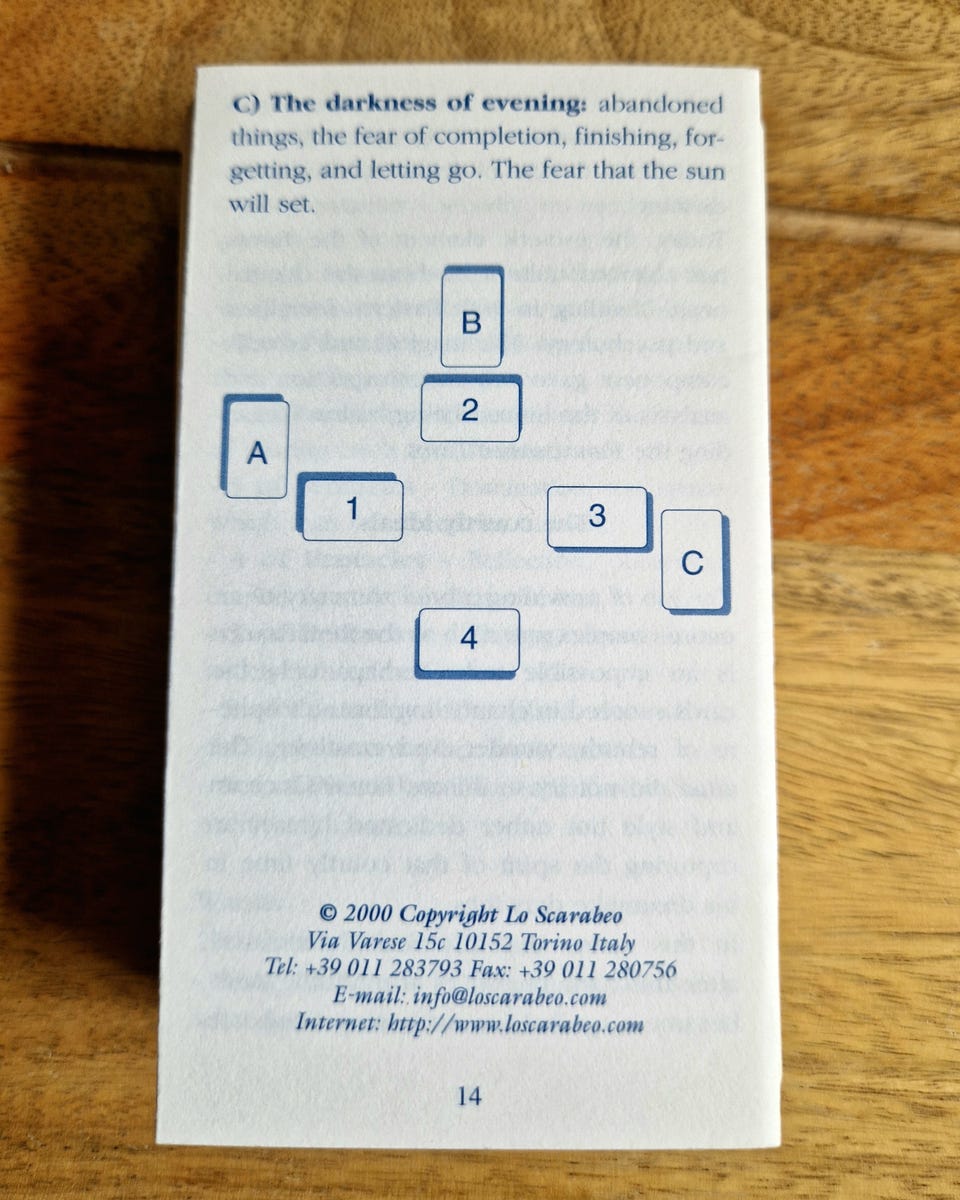 C) The darkness of evening: abandoned
things, the fear of completion, finishing, for-
getting, and letting go. The fear that the sun
will set.
B
2
A
1
3
C
4
© 2000 Copyright Lo Scarabeo
Via Varese 15c 10152 Torino Italy
Tel: +39 011 283793 Fax: +39 011 280756
E-mail: info@loscarabeo.com
Internet: http://www.loscarabeo.com
14